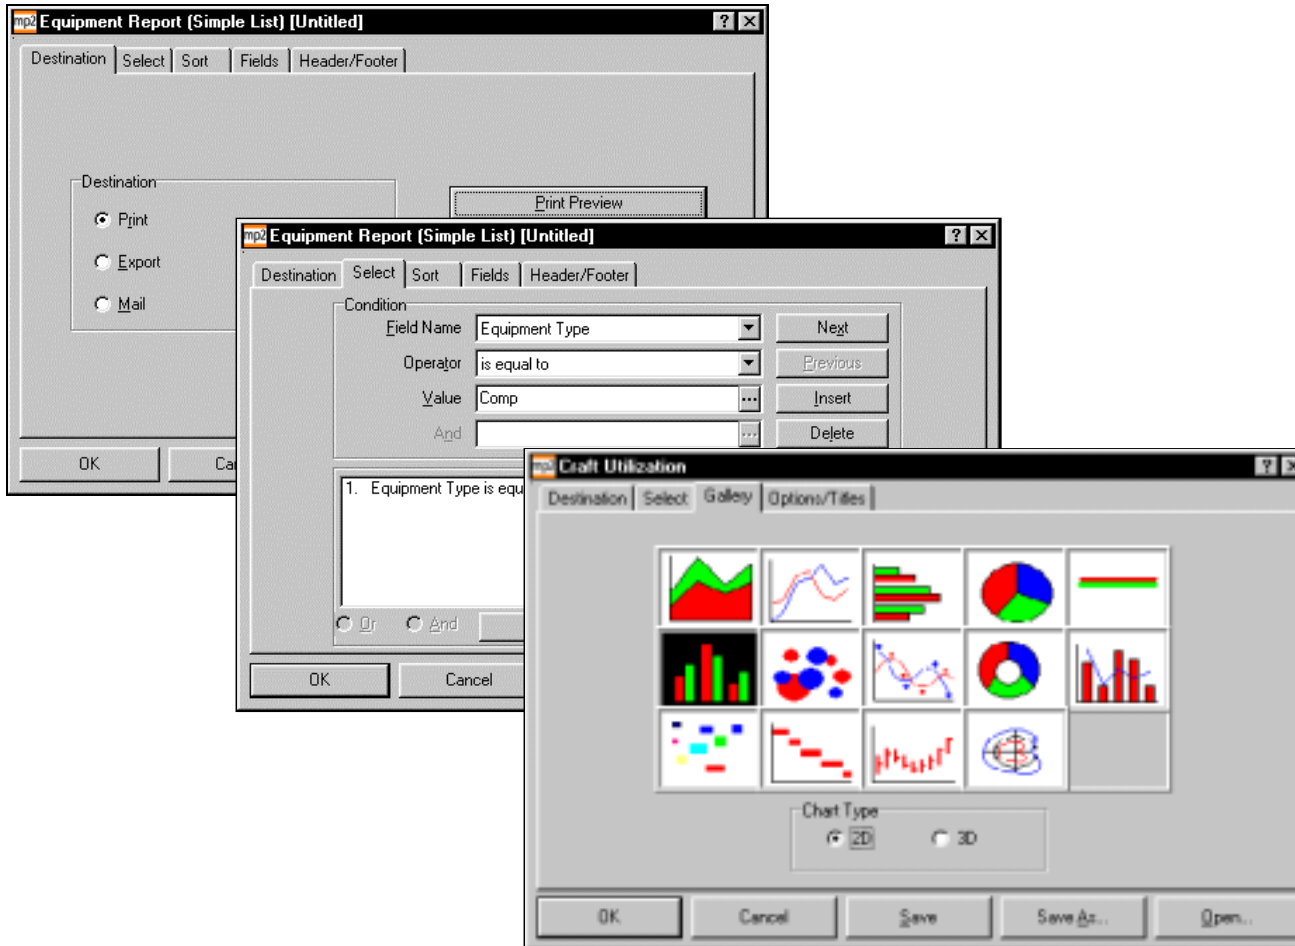 mp2 Equipment Report (Simple List) [Untitled]
Destination Select Sort Fields Header/Footer
Destination
Print
Export
Mail
Print Preview
OK Ca
mp2 Equipment Report (Simple List) [Untitled]
Destination Select Sort Fields Header/Footer
Condition
Field Name Equipment Type Next
Operator is equal to Previous
Value Comp ... Insert
And ... Delete
1. Equipment Type is equ
Or And
OK Cancel
mp2 Craft Utilization
Destination Select Gallery Options/Titles
Chart Type
2D 3D
OK Cancel Save Save As... Open...